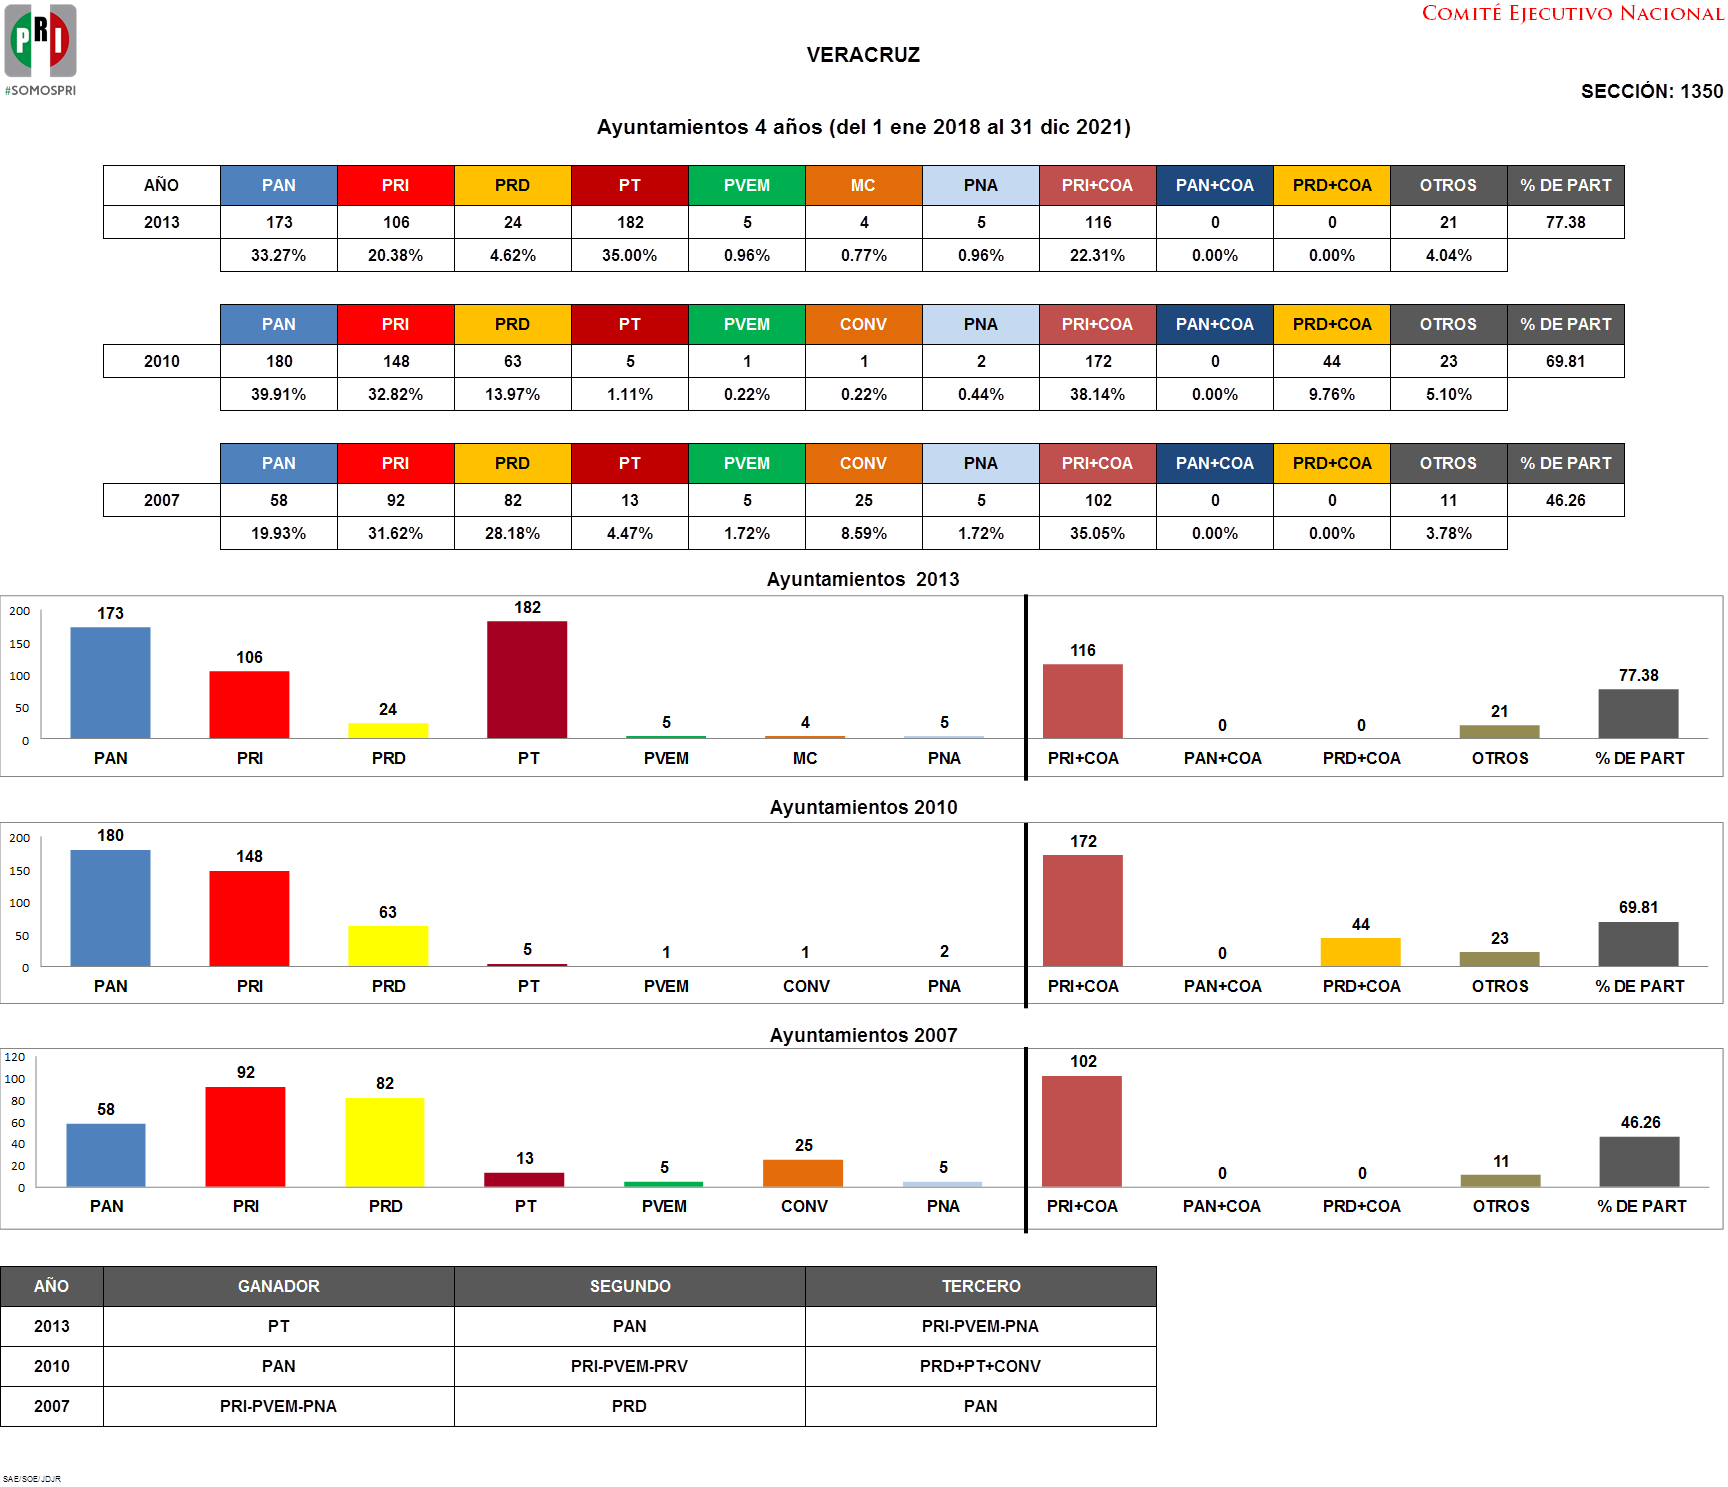 PRI
#SOMOSPRI
COMITÉ EJECUTIVO NACIONAL
VERACRUZ
SECCIÓN: 1350
Ayuntamientos 4 años (del 1 ene 2018 al 31 dic 2021)
AÑO PAN PRI PRD PT PVEM MC PNA PRI+COA PAN+COA PRD+COA OTROS % DE PART
2013 173 106 24 182 5 4 5 116 0 0 21 77.38
33.27% 20.38% 4.62% 35.00% 0.96% 0.77% 0.96% 22.31% 0.00% 0.00% 4.04%
PAN PRI PRD PT PVEM CONV PNA PRI+COA PAN+COA PRD+COA OTROS % DE PART
2010 180 148 63 5 1 1 2 172 0 44 23 69.81
39.91% 32.82% 13.97% 1.11% 0.22% 0.22% 0.44% 38.14% 0.00% 9.76% 5.10%
PAN PRI PRD PT PVEM CONV PNA PRI+COA PAN+COA PRD+COA OTROS % DE PART
2007 58 92 82 13 5 25 5 102 0 0 11 46.26
19.93% 31.62% 28.18% 4.47% 1.72% 8.59% 1.72% 35.05% 0.00% 0.00% 3.78%
Ayuntamientos 2013
200
150
100
50
0
173 106 24 182 5 4 5 116 0 0 21 77.38
PAN PRI PRD PT PVEM MC PNA PRI+COA PAN+COA PRD+COA OTROS % DE PART
Ayuntamientos 2010
200
150
100
50
0
180 148 63 5 1 1 2 172 0 44 23 69.81
PAN PRI PRD PT PVEM CONV PNA PRI+COA PAN+COA PRD+COA OTROS % DE PART
Ayuntamientos 2007
120
100
80
60
40
20
0
58 92 82 13 5 25 5 102 0 0 11 46.26
PAN PRI PRD PT PVEM CONV PNA PRI+COA PAN+COA PRD+COA OTROS % DE PART
AÑO GANADOR SEGUNDO TERCERO
2013 PT PAN PRI-PVEM-PNA
2010 PAN PRI-PVEM-PRV PRD+PT+CONV
2007 PRI-PVEM-PNA PRD PAN
SAE/SOE/JDJR